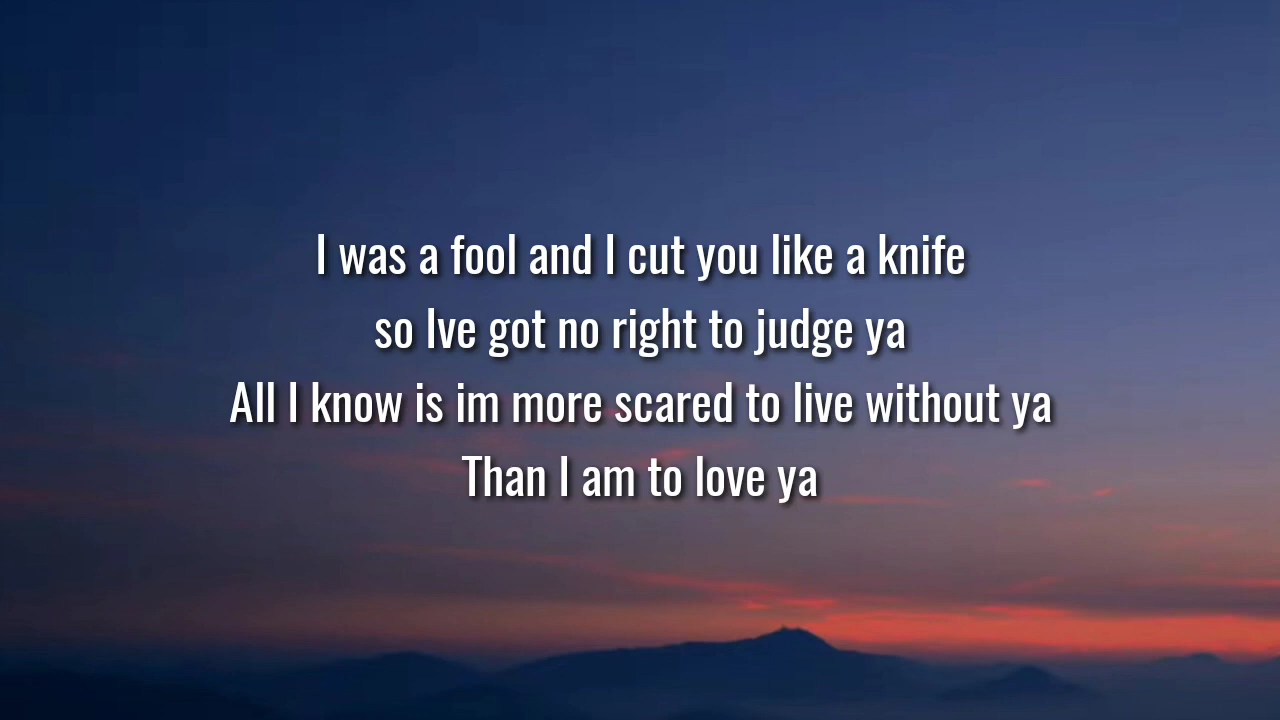 I was a fool and I cut you like a knife
so Ive got no right to judge ya
All I know is im more scared to live without ya
Than I am to love ya